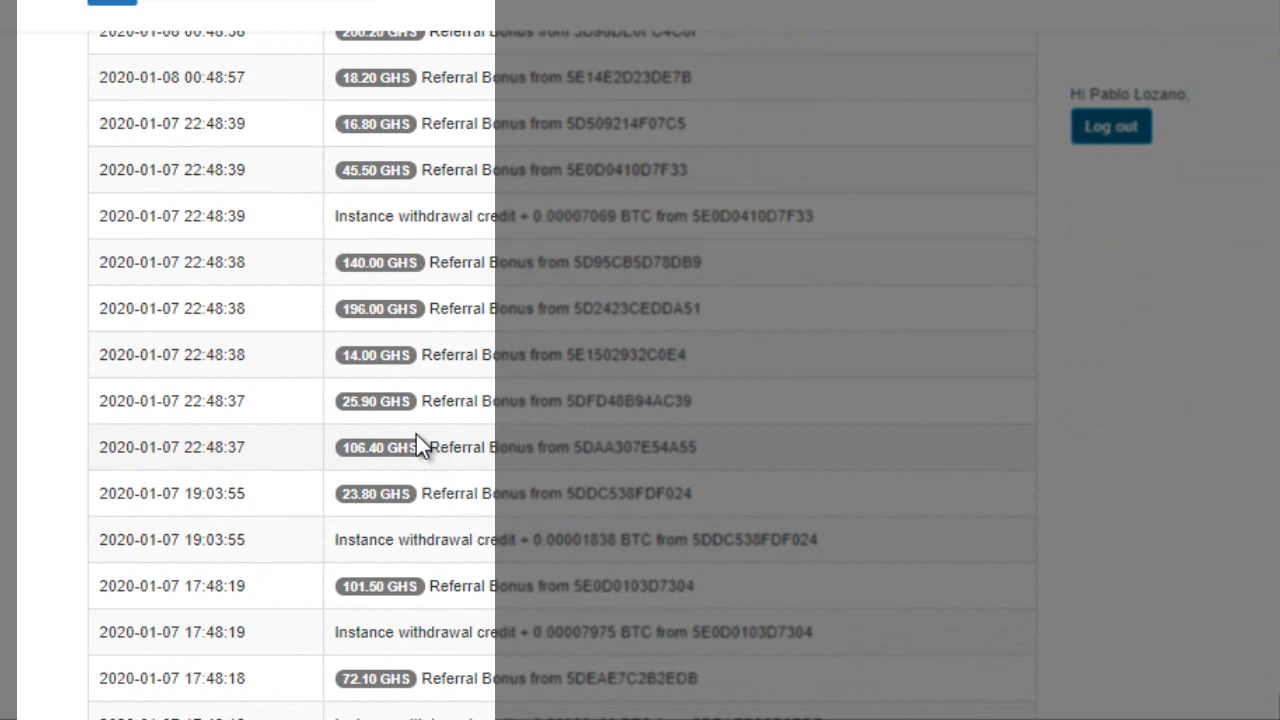 2020-01-08 00:48:57 18.20 GHS Referral Bonus from 5E14E2D23DE7B
Hi Pablo Lozano,
Log out
2020-01-07 22:48:39 16.80 GHS Referral Bonus from 5D509214F07C5
2020-01-07 22:48:39 45.50 GHS Referral Bonus from 5E0D0410D7F33
2020-01-07 22:48:39 Instance withdrawal credit + 0.00007069 BTC from 5E0D0410D7F33
2020-01-07 22:48:38 140.00 GHS Referral Bonus from 5D95CB5D78DB9
2020-01-07 22:48:38 196.00 GHS Referral Bonus from 5D2423CEDDA51
2020-01-07 22:48:38 14.00 GHS Referral Bonus from 5E1502932C0E4
2020-01-07 22:48:37 25.90 GHS Referral Bonus from 5DFD48B94AC39
2020-01-07 22:48:37 106.40 GHS Referral Bonus from 5DAA307E54A55
2020-01-07 19:03:55 23.80 GHS Referral Bonus from 5DDC538FDF024
2020-01-07 19:03:55 Instance withdrawal credit + 0.00001838 BTC from 5DDC538FDF024
2020-01-07 17:48:19 101.50 GHS Referral Bonus from 5E0D0103D7304
2020-01-07 17:48:19 Instance withdrawal credit + 0.00007975 BTC from 5E0D0103D7304
2020-01-07 17:48:18 72.10 GHS Referral Bonus from 5DEAE7C2B2EDB